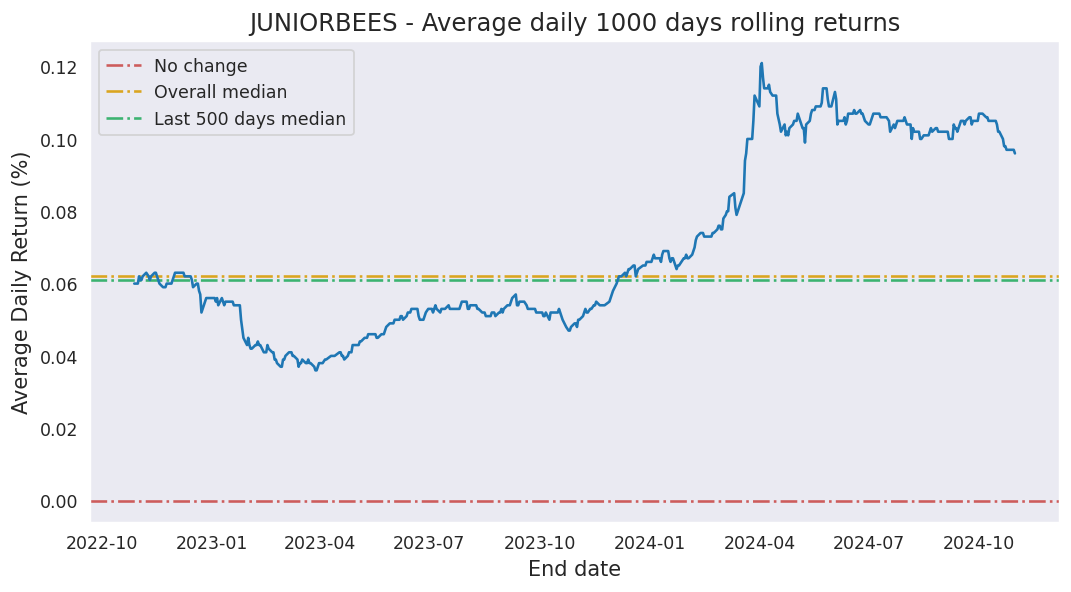 JUNIORBEES - Average daily 1000 days rolling returns
No change
Overall median
Last 500 days median
Average Daily Return (%)
0.12
0.10
0.08
0.06
0.04
0.02
0.00
2022-10 2023-01 2023-04 2023-07 2023-10 2024-01 2024-04 2024-07 2024-10
End date